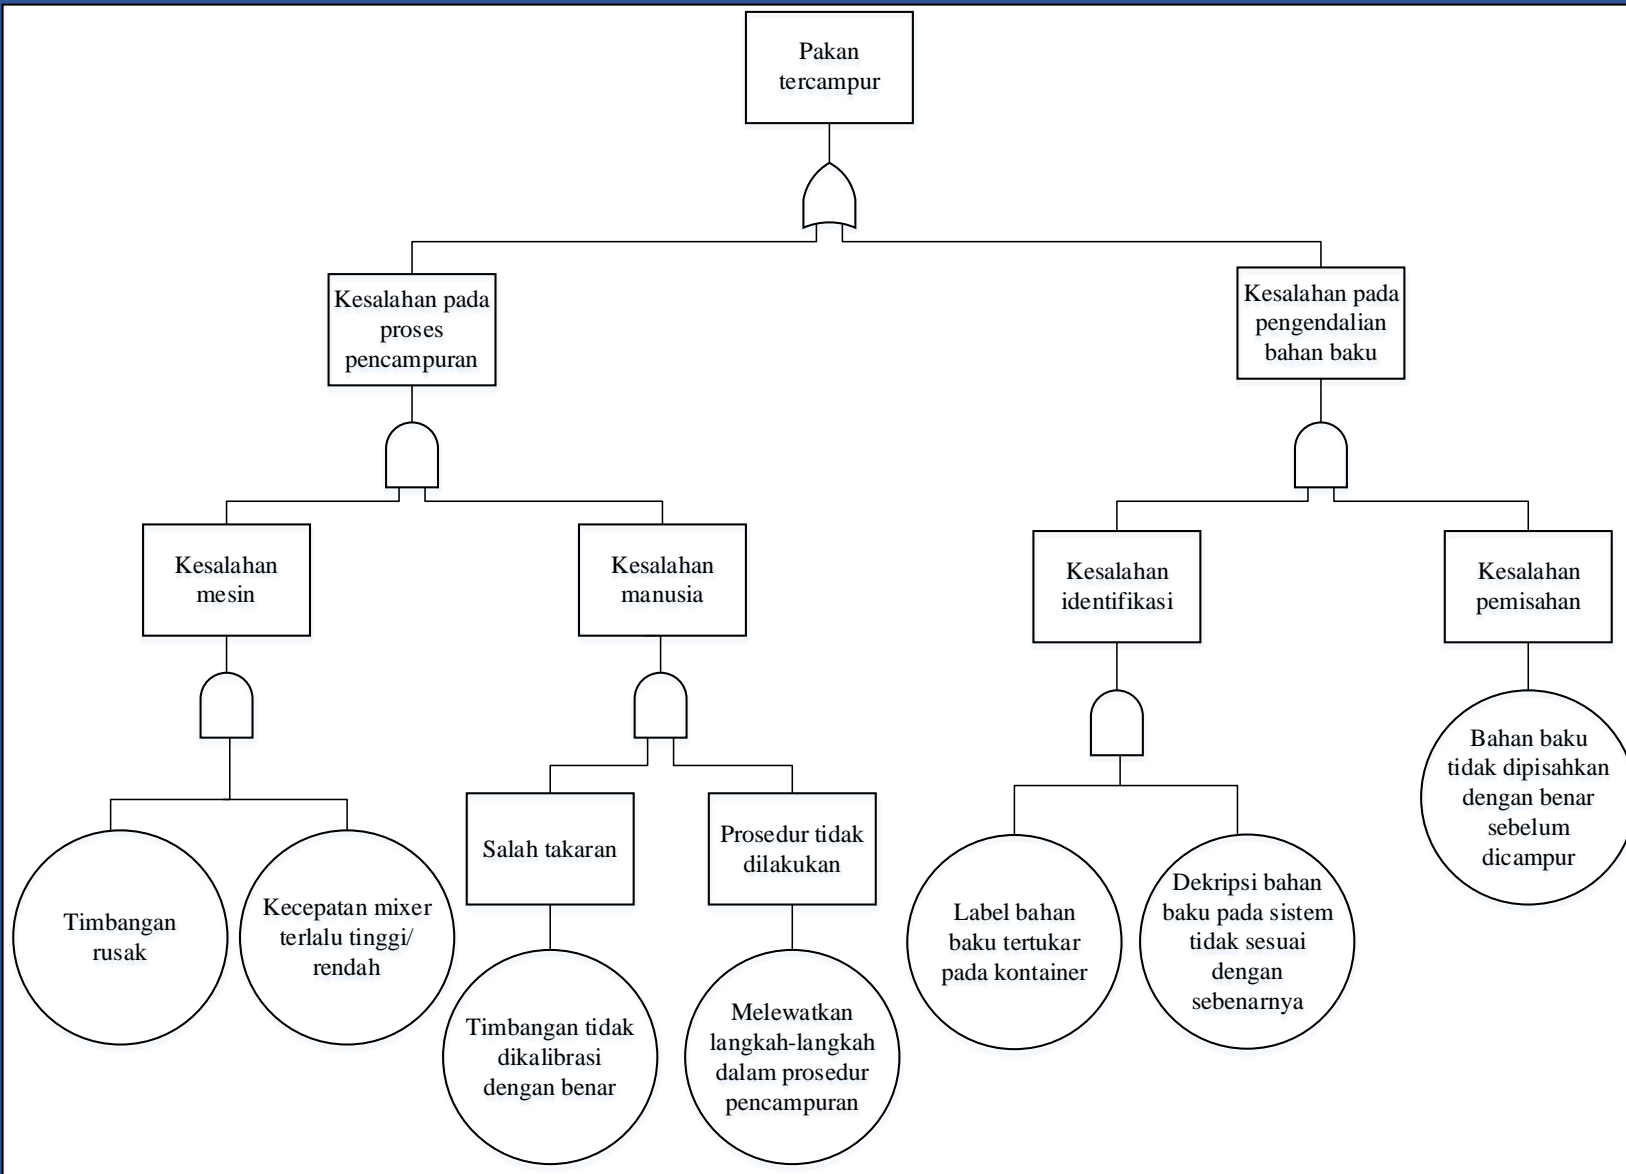 Pakan
tercampur
Kesalahan pada
proses
pencampuran
Kesalahan pada
pengendalian
bahan baku
Kesalahan
mesin
Kesalahan
manusia
Kesalahan
identifikasi
Kesalahan
pemisahan
Timbangan
rusak
Kecepatan mixer
terlalu tinggi/
rendah
Salah takaran
Prosedur tidak
dilakukan
Timbangan tidak
dikalibrasi
dengan benar
Melewatkan
langkah-langkah
dalam prosedur
pencampuran
Label bahan
baku tertukar
pada kontainer
Dekripsi bahan
baku pada sistem
tidak sesuai
dengan
sebenarnya
Bahan baku
tidak dipisahkan
dengan benar
sebelum
dicampur